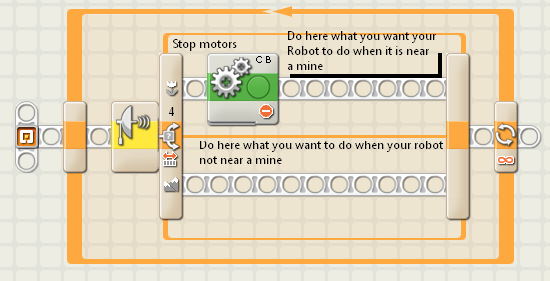 Stop motors
C B
Do here what you want your
Robot to do when it is near
a mine
4
Do here what you want to do when your robot
not near a mine